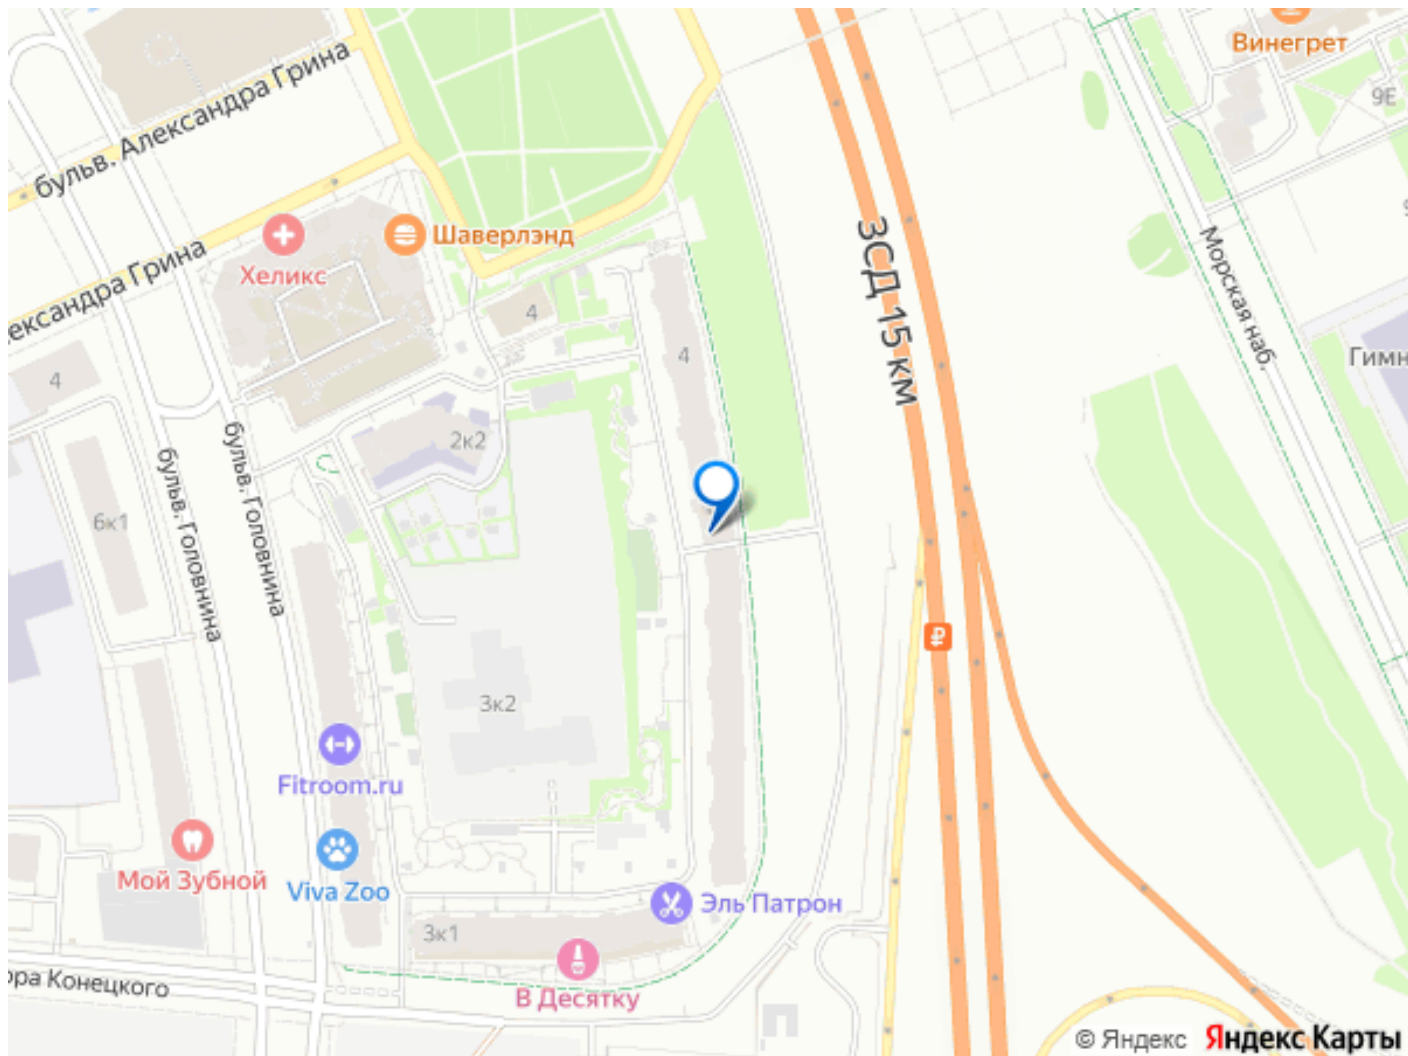 Винегрет
9Е
бульв. Александра Грина
ЗСД 15 км
Морская наб.
Шаверлэнд
Хеликс
ександра Грина
4
4
Гимн
4
2к2
бульв. Головнина
бульв. Головнина
6к1
3к2
Fitroom.ru
Мой Зубной
Viva Zoo
Эль Патрон
3к1
В Десятку
ора Конецкого
© Яндекс Яндекс Карты